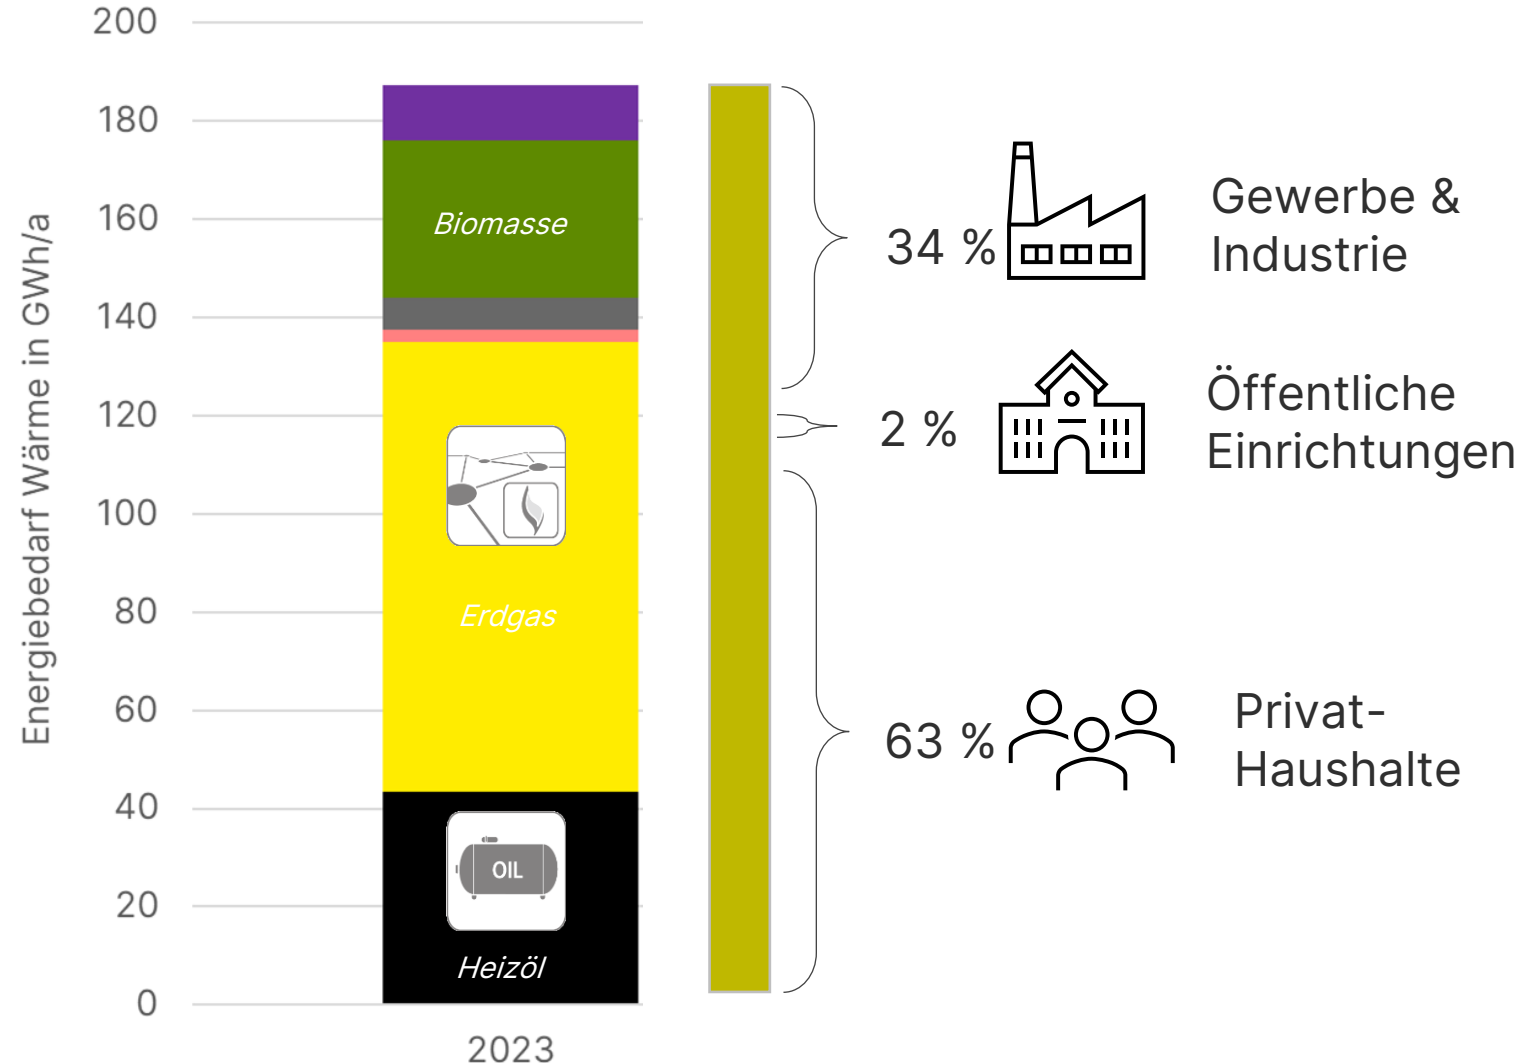 200
180
160
140
120
100
80
60
40
20
0
Energiebedarf Wärme in GWh/a
Biomasse
Erdgas
OIL
Heizöl
2023
34 %
Gewerbe &
Industrie
2 %
Öffentliche
Einrichtungen
63 %
Privat-
Haushalte